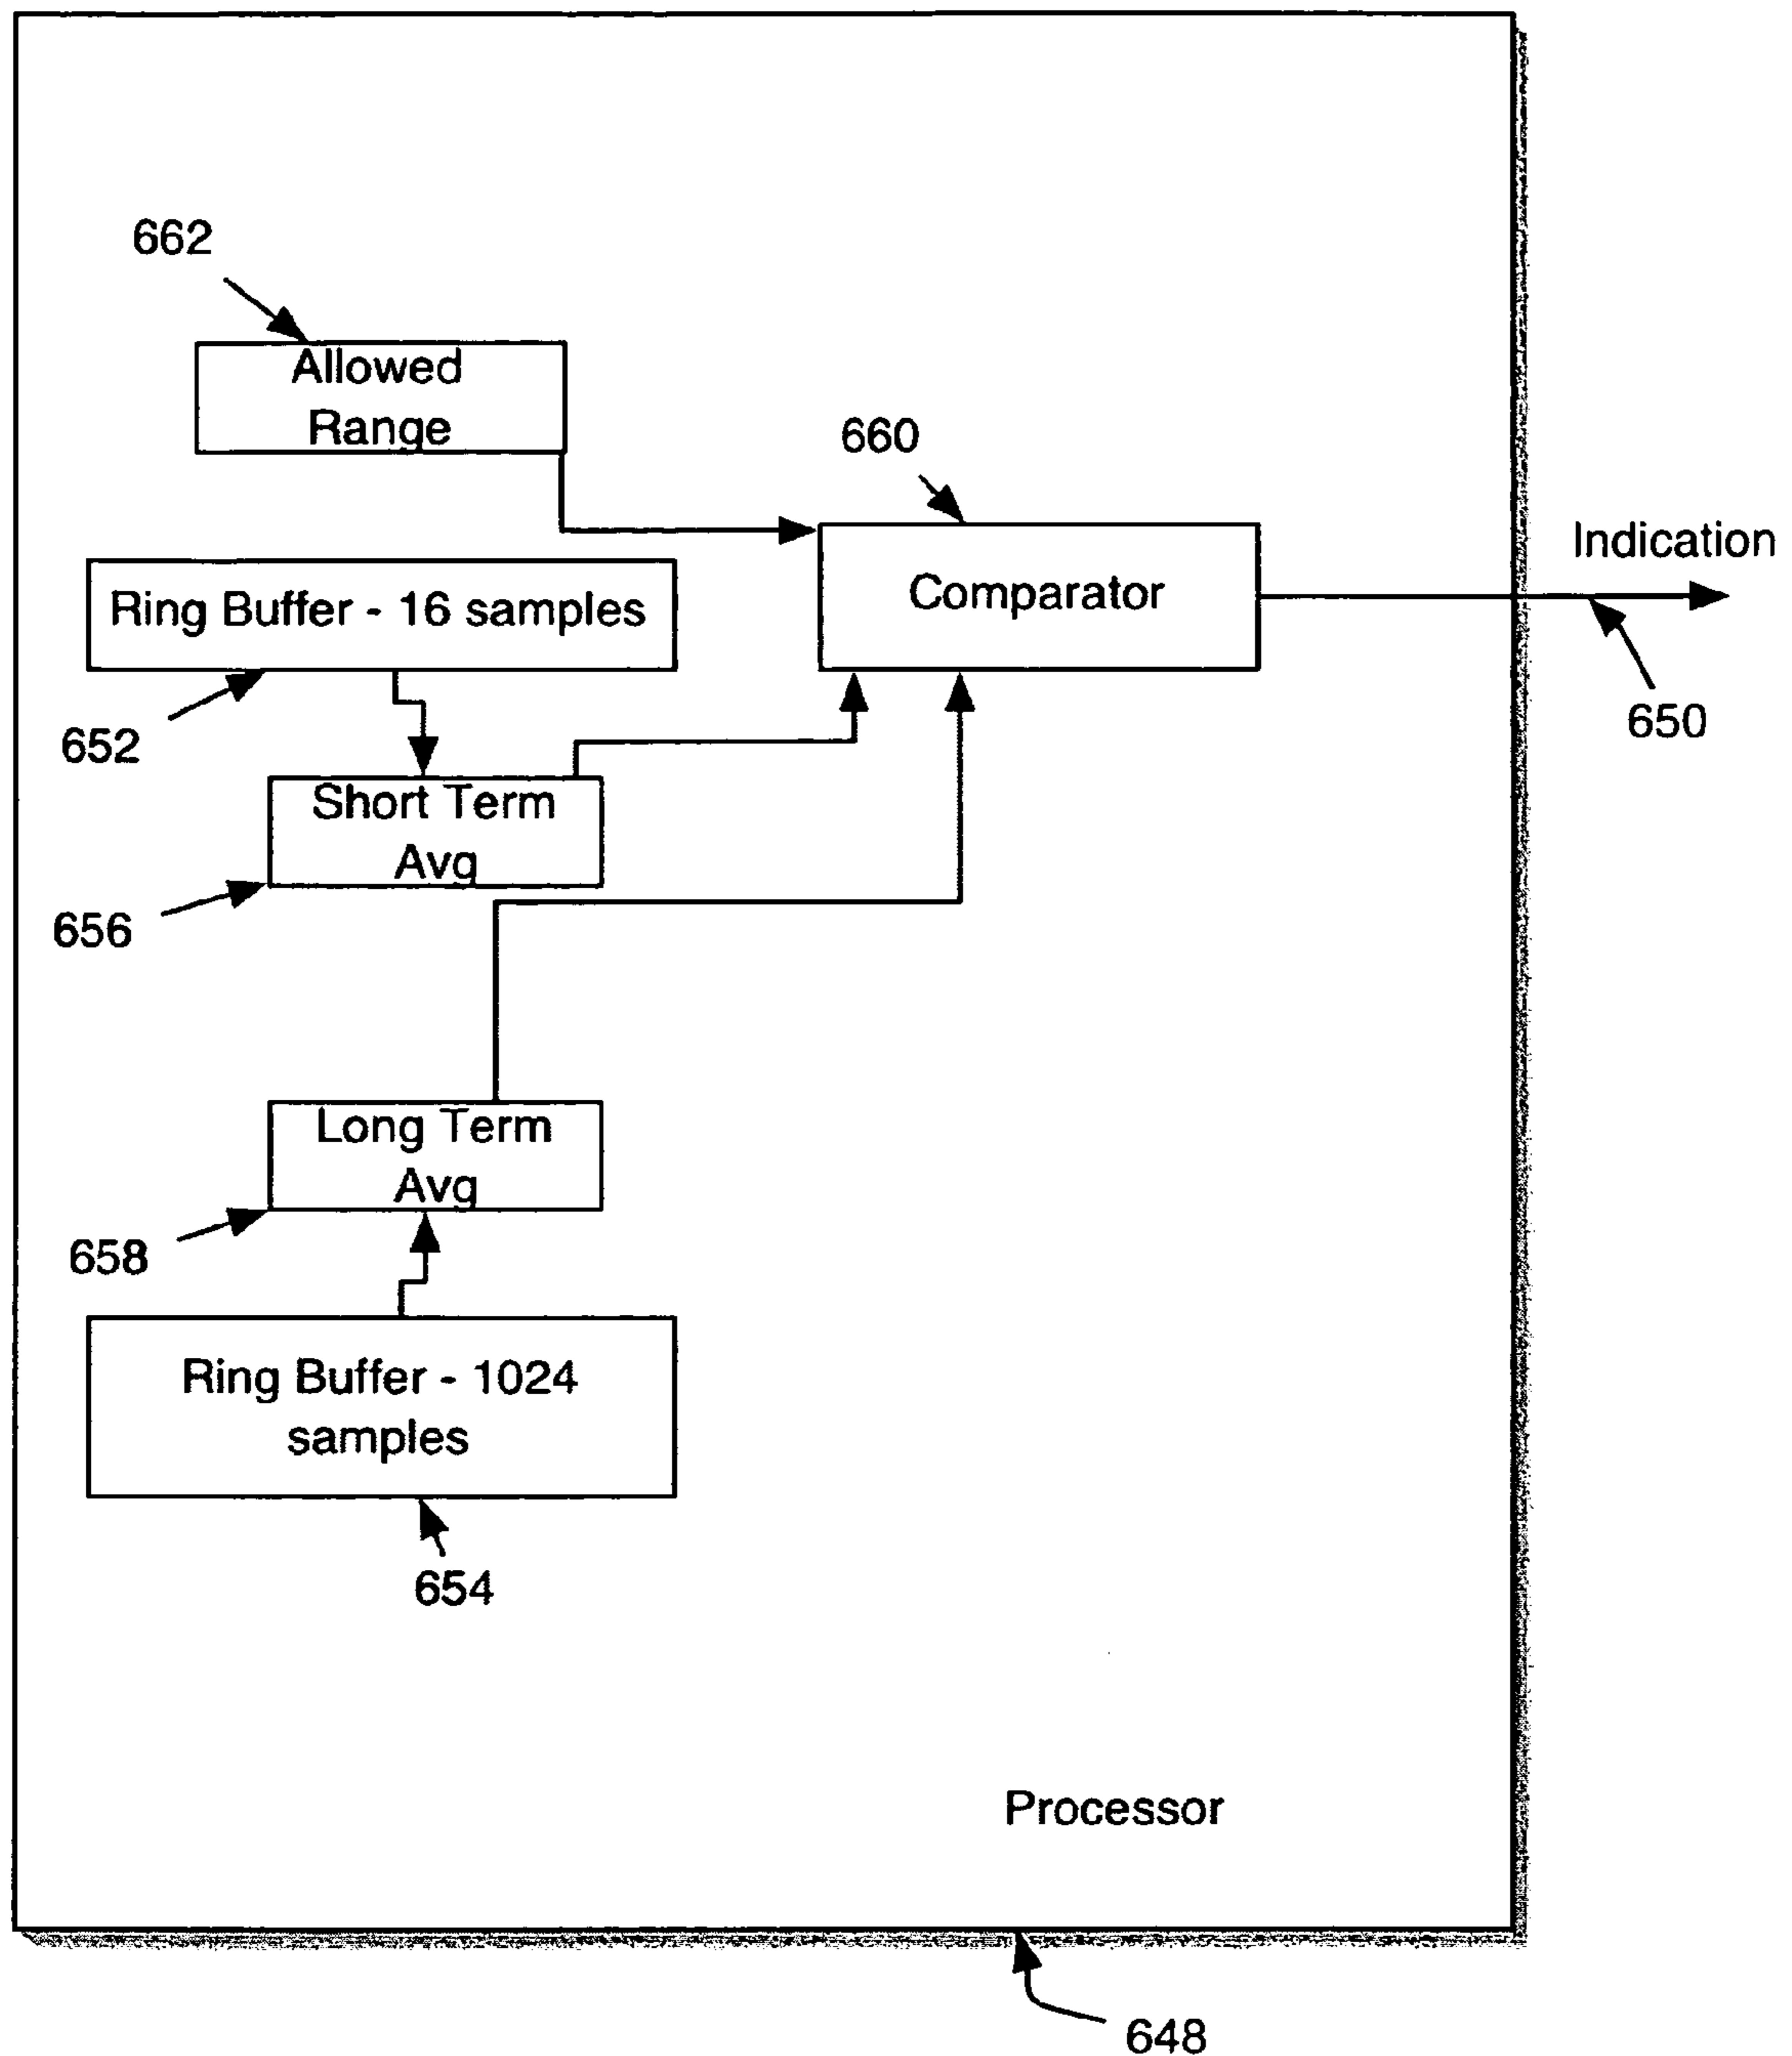 662
Allowed
Range
660
Indication
Comparator
Ring Buffer - 16 samples
650
652
Short Term
Avg
656
Long Term
Avg
658
Ring Buffer - 1024
samples
654
Processor
648